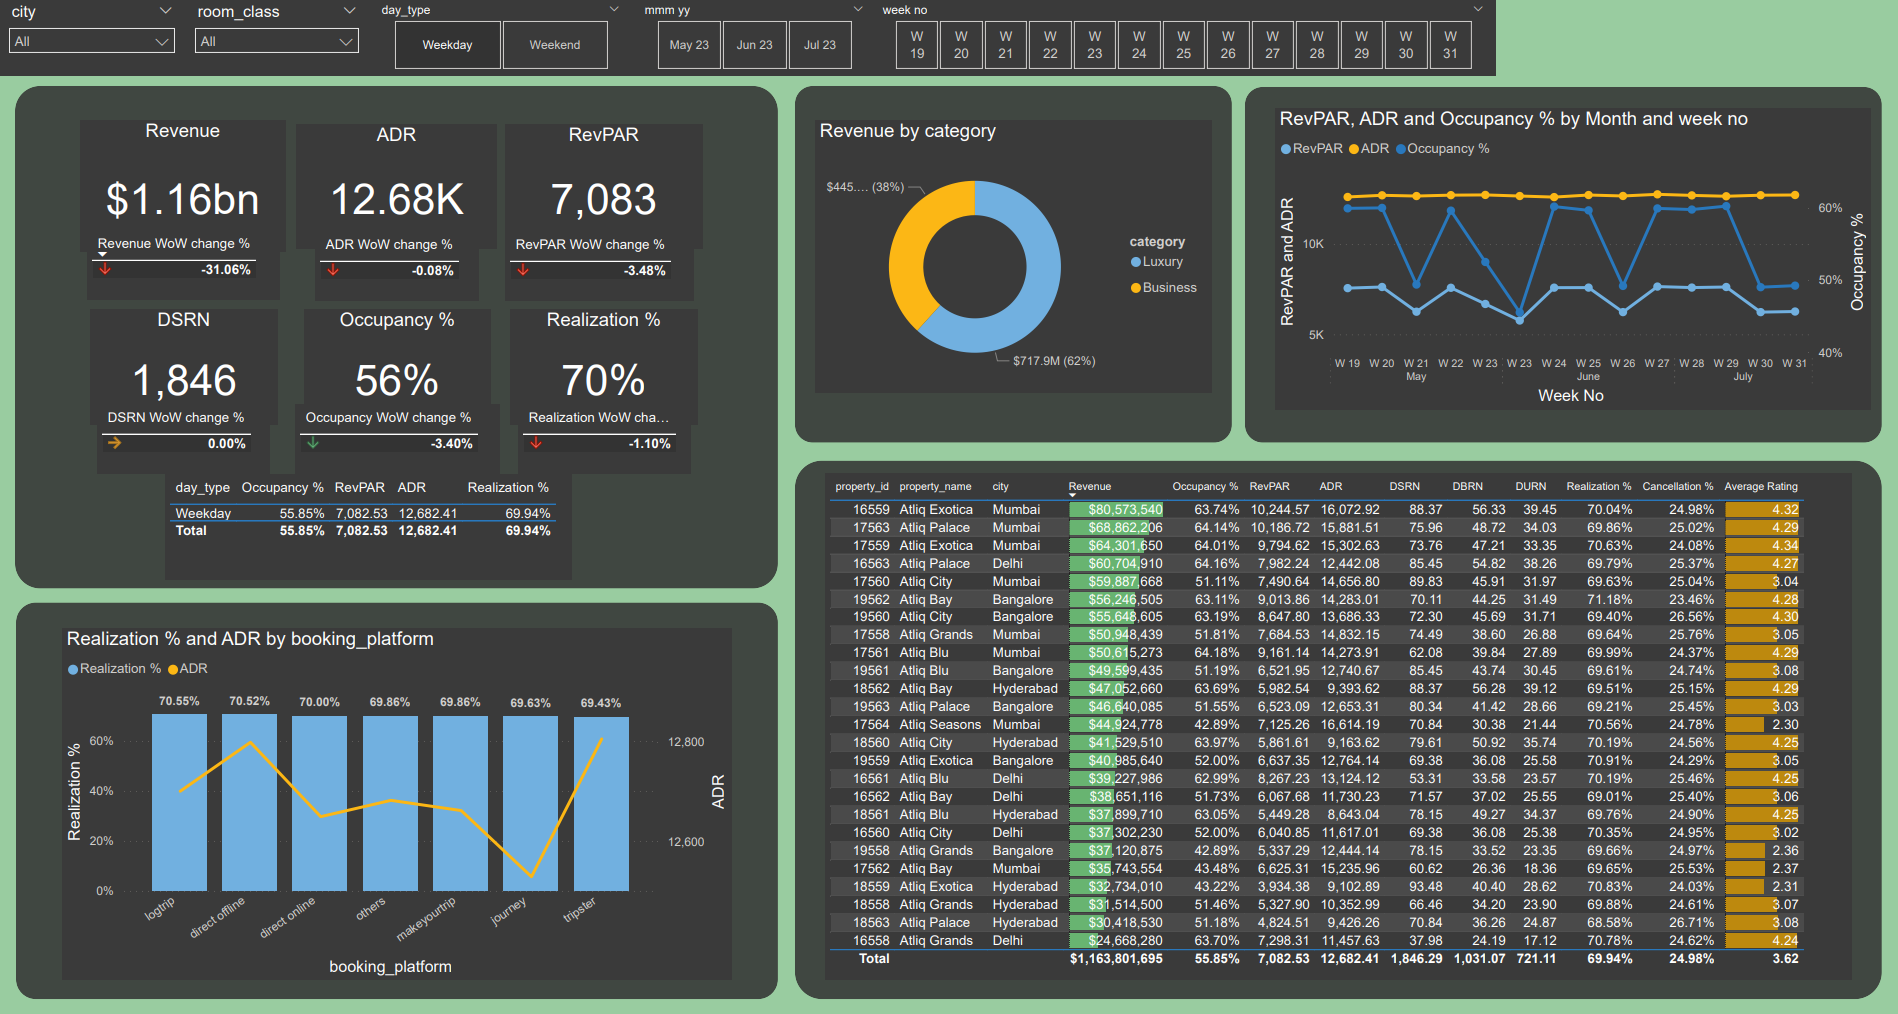 city
room_class
day_type
mmm yy
week no
All
All
Weekday
Weekend
May 23
Jun 23
Jul 23
W 19
W 20
W 21
W 22
W 23
W 24
W 25
W 26
W 27
W 28
W 29
W 30
W 31
Revenue
$1.16bn
Revenue WoW change %
-31.06%
ADR
12.68K
ADR WoW change %
-0.08%
RevPAR
7,083
RevPAR WoW change %
-3.48%
DSRN
1,846
DSRN WoW change %
0.00%
Occupancy %
56%
Occupancy WoW change %
-3.40%
Realization %
70%
Realization WoW cha...
-1.10%
day_type Occupancy % RevPAR ADR Realization %
Weekday 55.85% 7,082.53 12,682.41 69.94%
Total 55.85% 7,082.53 12,682.41 69.94%
Revenue by category
$445.... (38%)
$717.9M (62%)
category
Luxury
Business
RevPAR, ADR and Occupancy % by Month and week no
RevPAR ADR Occupancy %
RevPAR and ADR
10K
5K
60%
50%
40%
Occupancy %
W 19 W 20 W 21 W 22 W 23 W 23 W 24 W 25 W 26 W 27 W 28 W 29 W 30 W 31
May June July
Week No
Realization % and ADR by booking_platform
Realization % ADR
70.55% 70.52% 70.00% 69.86% 69.86% 69.63% 69.43%
Realization %
60%
40%
20%
0%
12,800
12,600
ADR
logtrip
direct offline
direct online
others
makeyourtrip
journey
tripster
booking_platform
property_id property_name city Revenue Occupancy % RevPAR ADR DSRN DBRN DURN Realization % Cancellation % Average Rating
16559 Atliq Exotica Mumbai $80,573,540 63.74% 10,244.57 16,072.92 88.37 56.33 39.45 70.04% 24.98% 4.32
17563 Atliq Palace Mumbai $68,862,206 64.14% 10,186.72 15,881.51 75.96 48.72 34.03 69.86% 25.02% 4.29
17559 Atliq Exotica Mumbai $64,301,650 64.01% 9,794.62 15,302.63 73.76 47.21 33.35 70.63% 24.08% 4.34
16563 Atliq Palace Delhi $60,704,910 64.16% 7,982.24 12,442.08 85.45 54.82 38.26 69.79% 25.37% 4.27
17560 Atliq City Mumbai $59,887,668 51.11% 7,490.64 14,656.80 89.83 45.91 31.97 69.63% 25.04% 3.04
19562 Atliq Bay Bangalore $56,246,505 63.11% 9,013.86 14,283.01 70.11 44.25 31.49 71.18% 23.46% 4.28
19560 Atliq City Bangalore $55,648,605 63.19% 8,647.80 13,686.33 72.30 45.69 31.71 69.40% 26.56% 4.30
17558 Atliq Grands Mumbai $50,948,439 51.81% 7,684.53 14,832.15 74.49 38.60 26.88 69.64% 25.76% 3.05
17561 Atliq Blu Mumbai $50,615,273 64.18% 9,161.14 14,273.91 62.08 39.84 27.89 69.99% 24.37% 4.29
19561 Atliq Blu Bangalore $49,599,435 51.19% 6,521.95 12,740.67 85.45 43.74 30.45 69.61% 24.74% 3.08
18562 Atliq Bay Hyderabad $47,052,660 63.69% 5,982.54 9,393.62 88.37 56.28 39.12 69.51% 25.15% 4.29
19563 Atliq Palace Bangalore $46,640,085 51.55% 6,523.09 12,653.31 80.34 41.42 28.66 69.21% 25.45% 3.03
17564 Atliq Seasons Mumbai $44,924,778 42.89% 7,125.26 16,614.19 70.84 30.38 21.44 70.56% 24.78% 2.30
18560 Atliq City Hyderabad $41,529,510 63.97% 5,861.61 9,163.62 79.61 50.92 35.74 70.19% 24.56% 4.25
19559 Atliq Exotica Bangalore $40,985,640 52.00% 6,637.35 12,764.14 69.38 36.08 25.58 70.91% 24.29% 3.05
16561 Atliq Blu Delhi $39,227,986 62.99% 8,267.23 13,124.12 53.31 33.58 23.57 70.19% 25.46% 4.25
16562 Atliq Bay Delhi $38,651,116 51.73% 6,067.68 11,730.23 71.57 37.02 25.55 69.01% 25.40% 3.06
18561 Atliq Blu Hyderabad $37,899,710 63.05% 5,449.28 8,643.04 78.15 49.27 34.37 69.76% 24.90% 4.25
16560 Atliq City Delhi $37,302,230 52.00% 6,040.85 11,617.01 69.38 36.08 25.38 70.35% 24.95% 3.02
19558 Atliq Grands Bangalore $37,120,875 42.89% 5,337.29 12,444.14 78.15 33.52 23.35 69.66% 24.97% 2.36
17562 Atliq Bay Mumbai $35,743,554 43.48% 6,625.31 15,235.96 60.62 26.36 18.36 69.65% 25.53% 2.37
18559 Atliq Exotica Hyderabad $32,734,010 43.22% 3,934.38 9,102.89 93.48 40.40 28.62 70.83% 24.03% 2.31
18558 Atliq Grands Hyderabad $31,514,500 51.46% 5,327.90 10,352.99 66.46 34.20 23.90 69.88% 24.61% 3.07
18563 Atliq Palace Hyderabad $30,418,530 51.18% 4,824.51 9,426.26 70.84 36.26 24.87 68.58% 26.71% 3.08
16558 Atliq Grands Delhi $24,668,280 63.70% 7,298.31 11,457.63 37.98 24.19 17.12 70.78% 24.62% 4.24
Total $1,163,801,695 55.85% 7,082.53 12,682.41 1,846.29 1,031.07 721.11 69.94% 24.98% 3.62